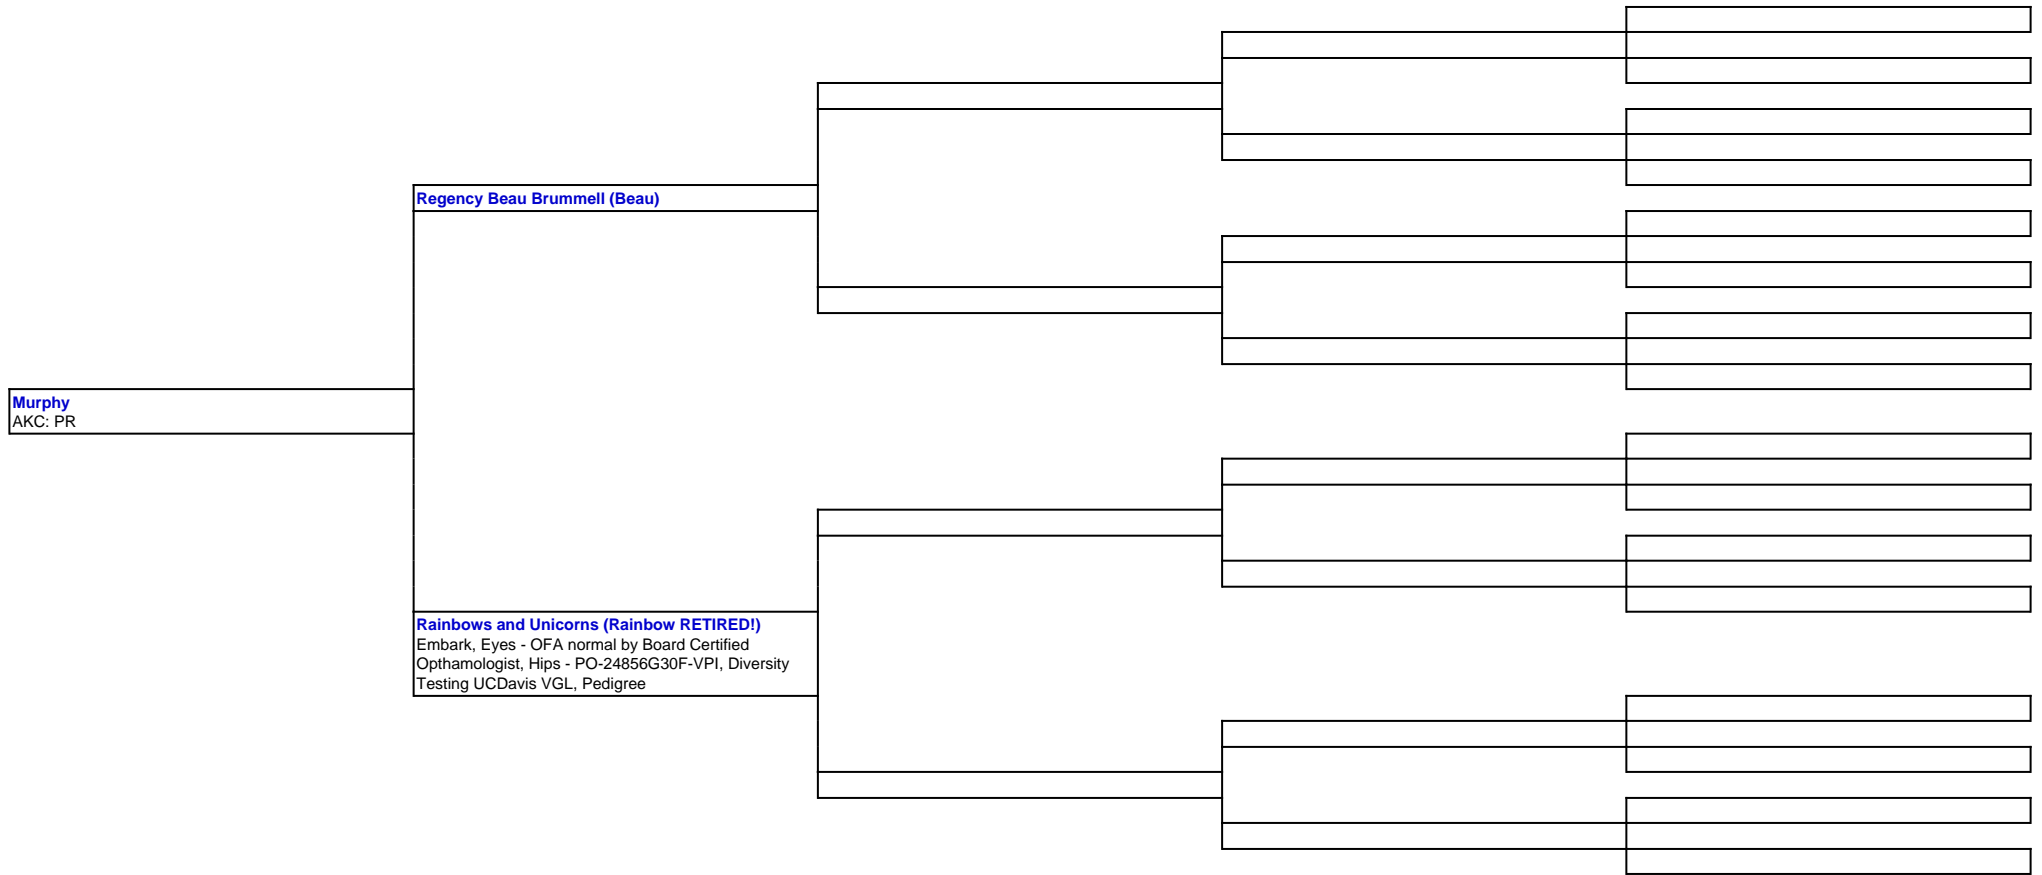 Regency Beau Brummell (Beau)
Murphy
AKC: PR
Rainbows and Unicorns (Rainbow RETIRED!)
Embark, Eyes - OFA normal by Board Certified
Opthamologist, Hips - PO-24856G30F-VPI, Diversity
Testing UCDavis VGL, Pedigree